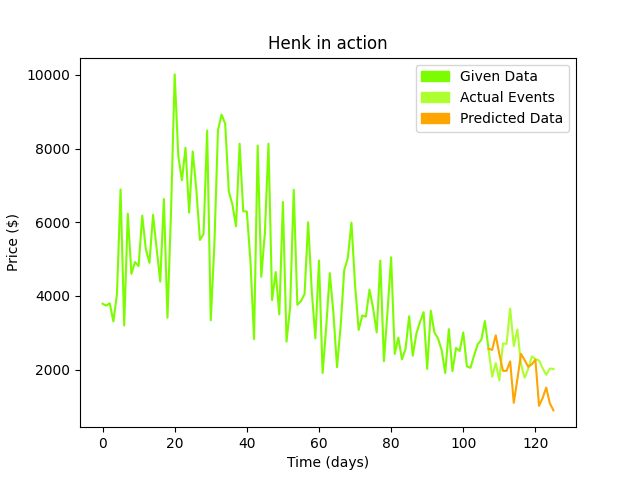 Henk in action
Given Data
Actual Events
Predicted Data
Price ($)
10000
8000
6000
4000
2000
0 20 40 60 80 100 120
Time (days)